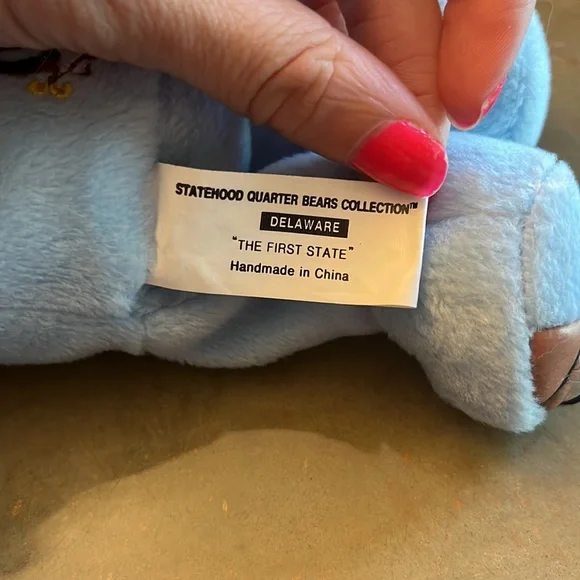 STATEHOOD QUARTER BEARS COLLECTION™
DELAWARE
"THE FIRST STATE"
Handmade in China